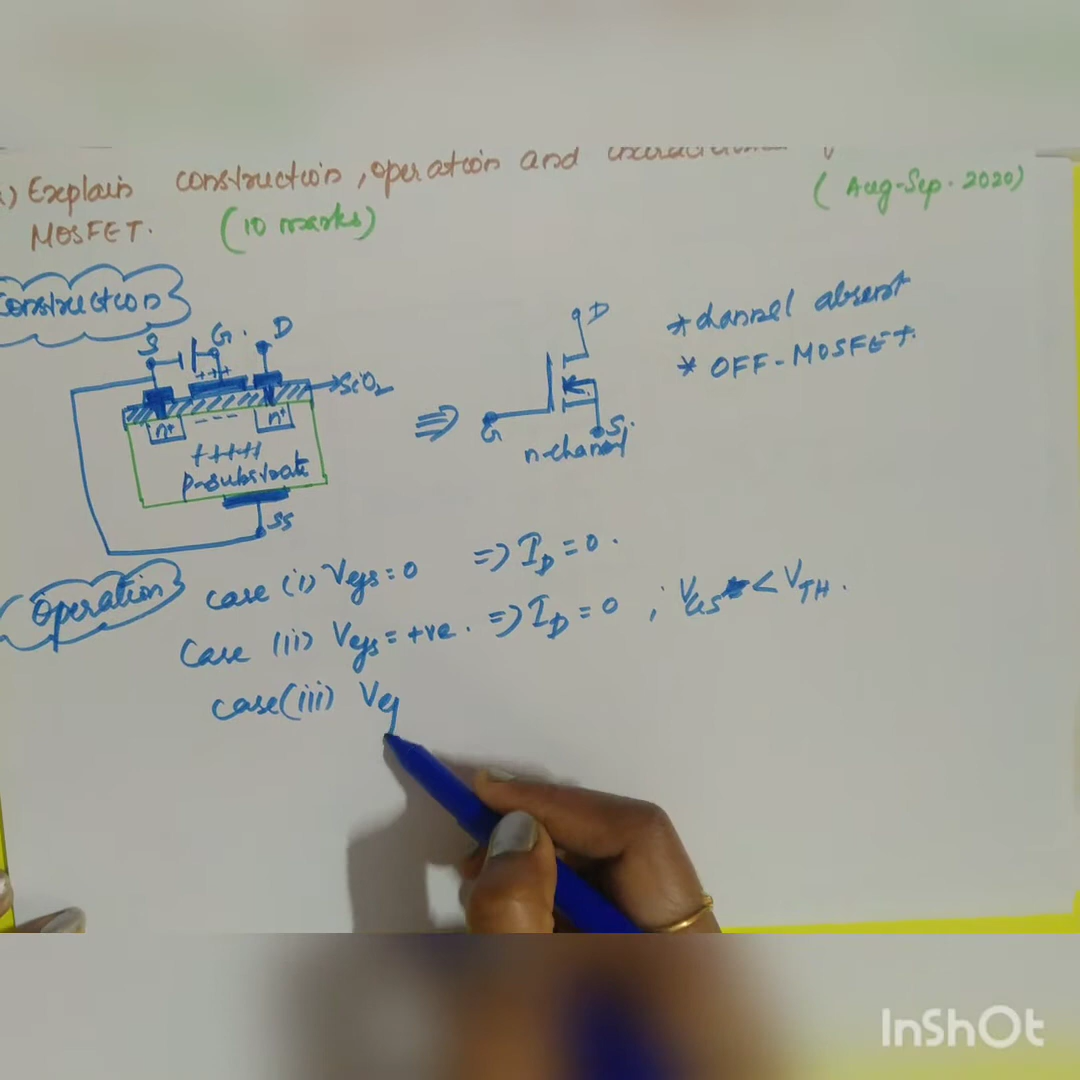 Explain construction, operation and
MOSFET. (10 marks) (Aug-Sep. 2020)
Construction
S G. D
+++
SiO2
n+ --- n+
++++
P-substrate
SS
⇒
D
G
S.
n-channel
* channel absent
* OFF-MOSFET.
Operation
case (i) Vgs = 0 ⇒ ID = 0.
Case (ii) Vgs = +ve. ⇒ ID = 0 ; VGS < VTH.
case (iii) Vg
InShOt